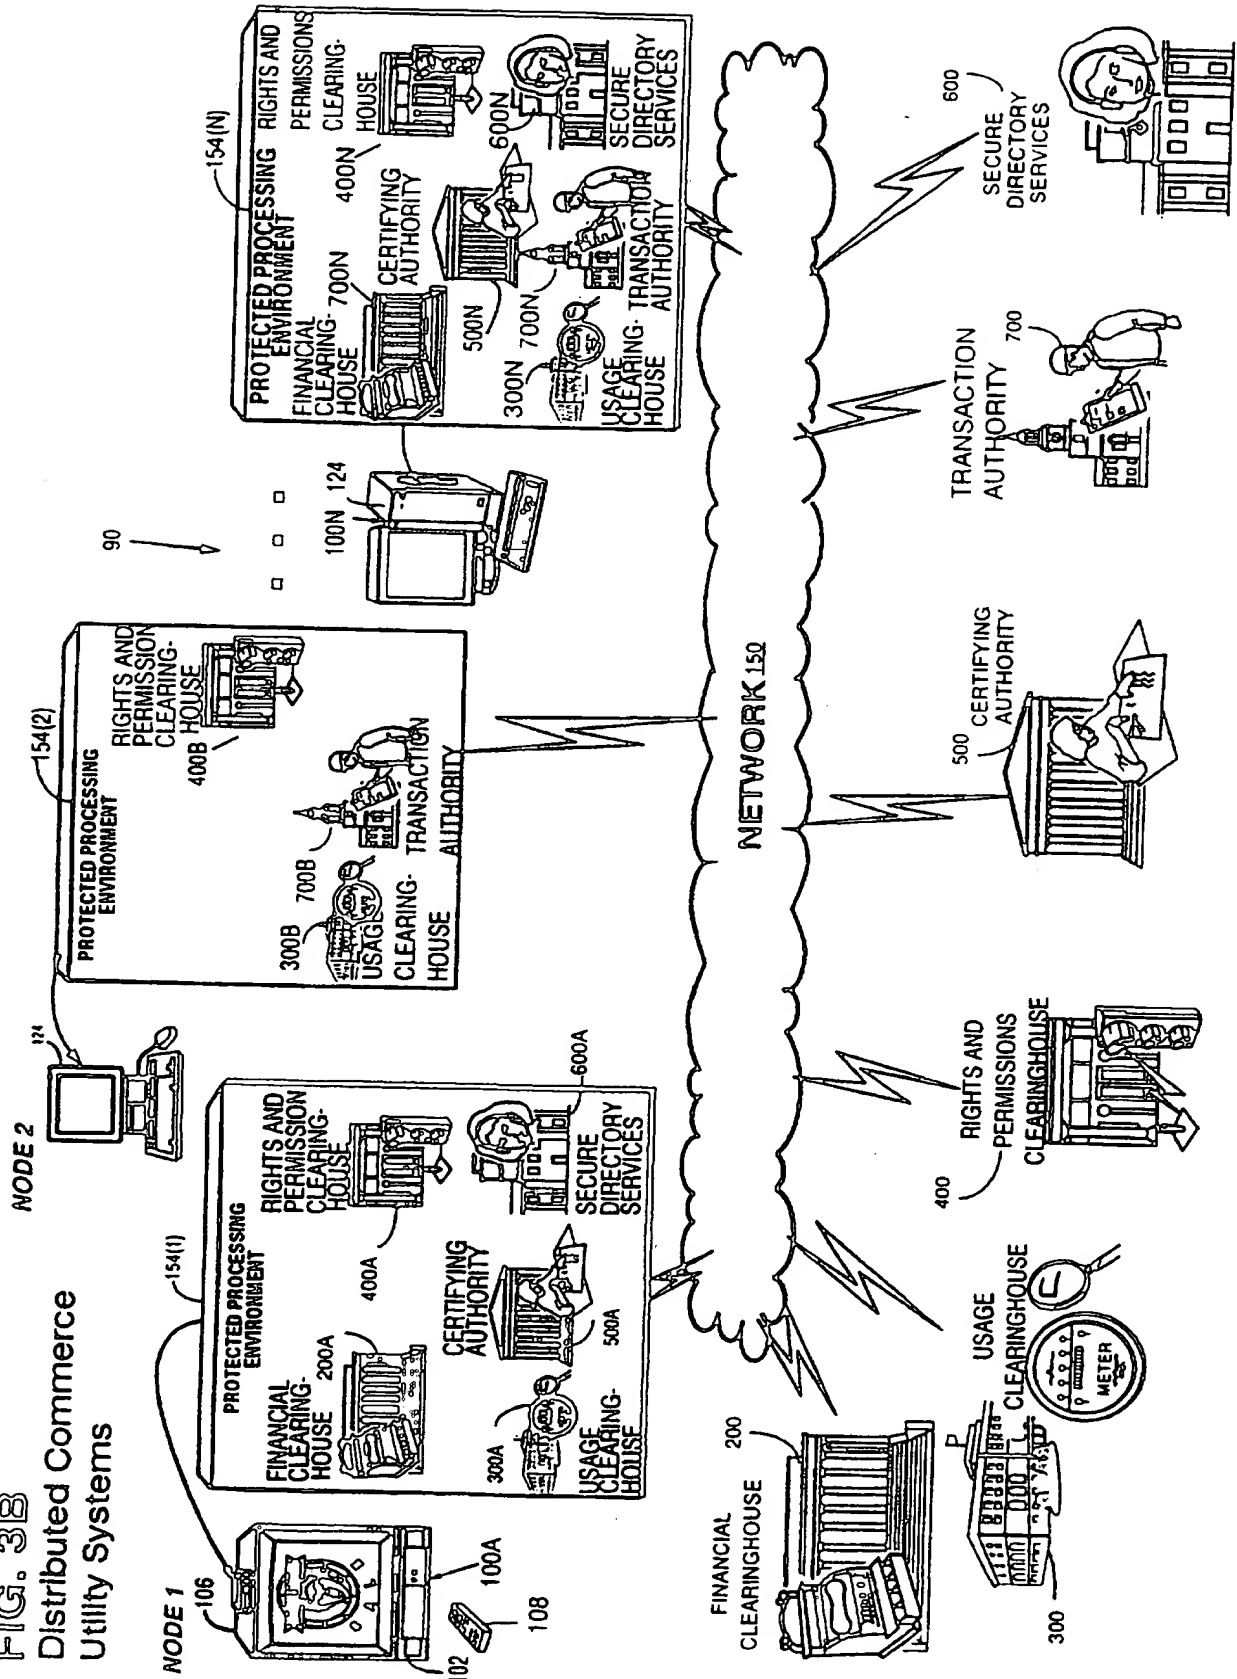 FIG. 3B
Distributed Commerce
Utility Systems
NODE 1
106
102
100A
108
154(1)
PROTECTED PROCESSING
ENVIRONMENT
FINANCIAL
CLEARING-
HOUSE
200A
RIGHTS AND
PERMISSION
CLEARING-
HOUSE
400A
CERTIFYING
AUTHORITY
500A
300A
USAGE
CLEARING-
HOUSE
600A
SECURE
DIRECTORY
SERVICES
NODE 2
124
154(2)
PROTECTED PROCESSING
ENVIRONMENT
RIGHTS AND
PERMISSION
CLEARING-
HOUSE
400B
300B
USAGE
CLEARING-
HOUSE
700B
TRANSACTION
AUTHORITY
90
100N
124
154(N)
PROTECTED PROCESSING
ENVIRONMENT
FINANCIAL
CLEARING-
HOUSE
700N
RIGHTS AND
PERMISSIONS
CLEARING-
HOUSE
400N
CERTIFYING
AUTHORITY
500N
600N
SECURE
DIRECTORY
SERVICES
300N
USAGE
CLEARING-
HOUSE
700N
TRANSACTION
AUTHORITY
NETWORK 150
FINANCIAL
CLEARINGHOUSE
200
300
USAGE
CLEARINGHOUSE
METER
400
RIGHTS AND
PERMISSIONS
CLEARINGHOUSE
500
CERTIFYING
AUTHORITY
TRANSACTION
AUTHORITY
700
600
SECURE
DIRECTORY
SERVICES